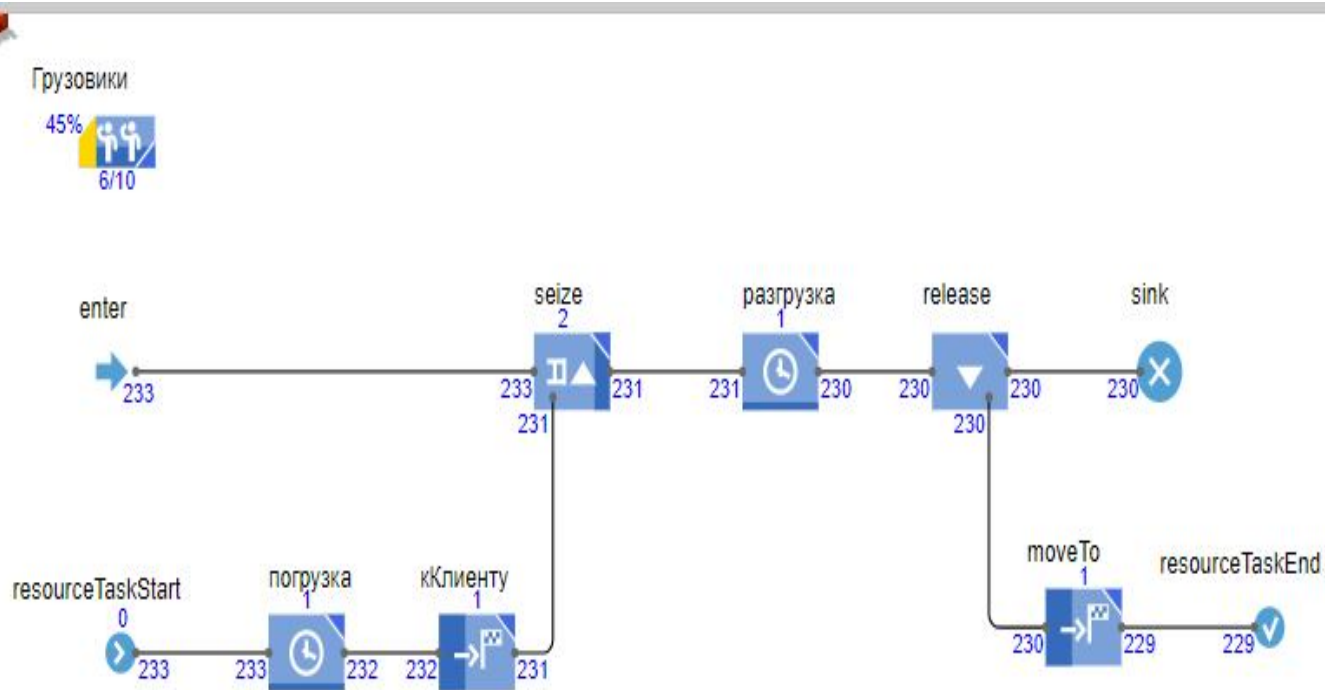 Грузовики
45%
6/10
enter
233
seize
2
233
231
231
разгрузка
1
231
230
release
230
230
230
sink
230
resourceTaskStart
0
233
погрузка
1
233
232
кКлиенту
1
232
231
moveTo
1
230
229
resourceTaskEnd
229